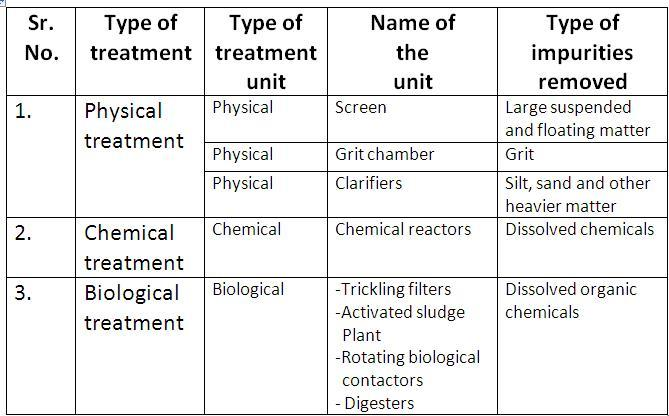 Sr. No.
Type of treatment
Type of treatment unit
Name of the unit
Type of impurities removed
1.
Physical treatment
Physical
Screen
Large suspended
and floating matter
Physical
Grit chamber
Grit
Physical
Clarifiers
Silt, sand and other
heavier matter
2.
Chemical
treatment
Chemical
Chemical reactors
Dissolved chemicals
3.
Biological
treatment
Biological
-Trickling filters
-Activated sludge
Plant
-Rotating biological
contactors
- Digesters
Dissolved organic
chemicals